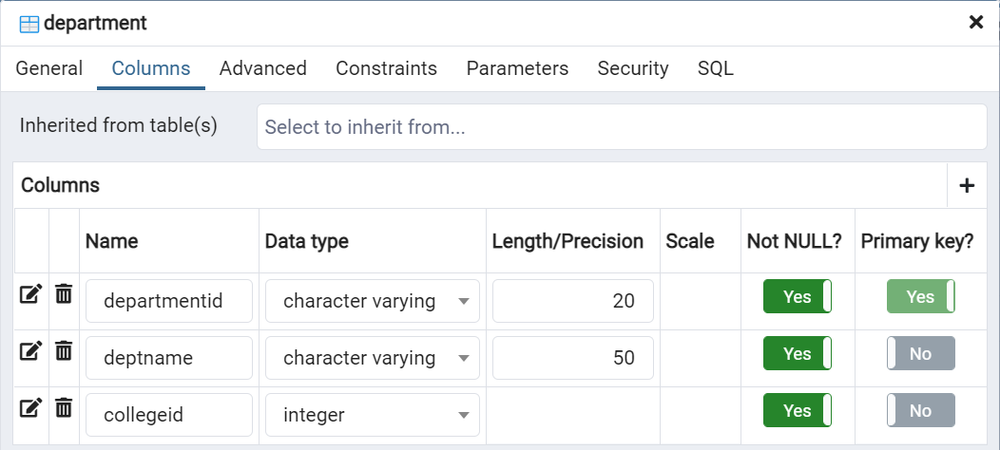 department
General Columns Advanced Constraints Parameters Security SQL
Inherited from table(s) Select to inherit from...
Columns
Name Data type Length/Precision Scale Not NULL? Primary key?
departmentid character varying 20 Yes Yes
deptname character varying 50 Yes No
collegeid integer Yes No